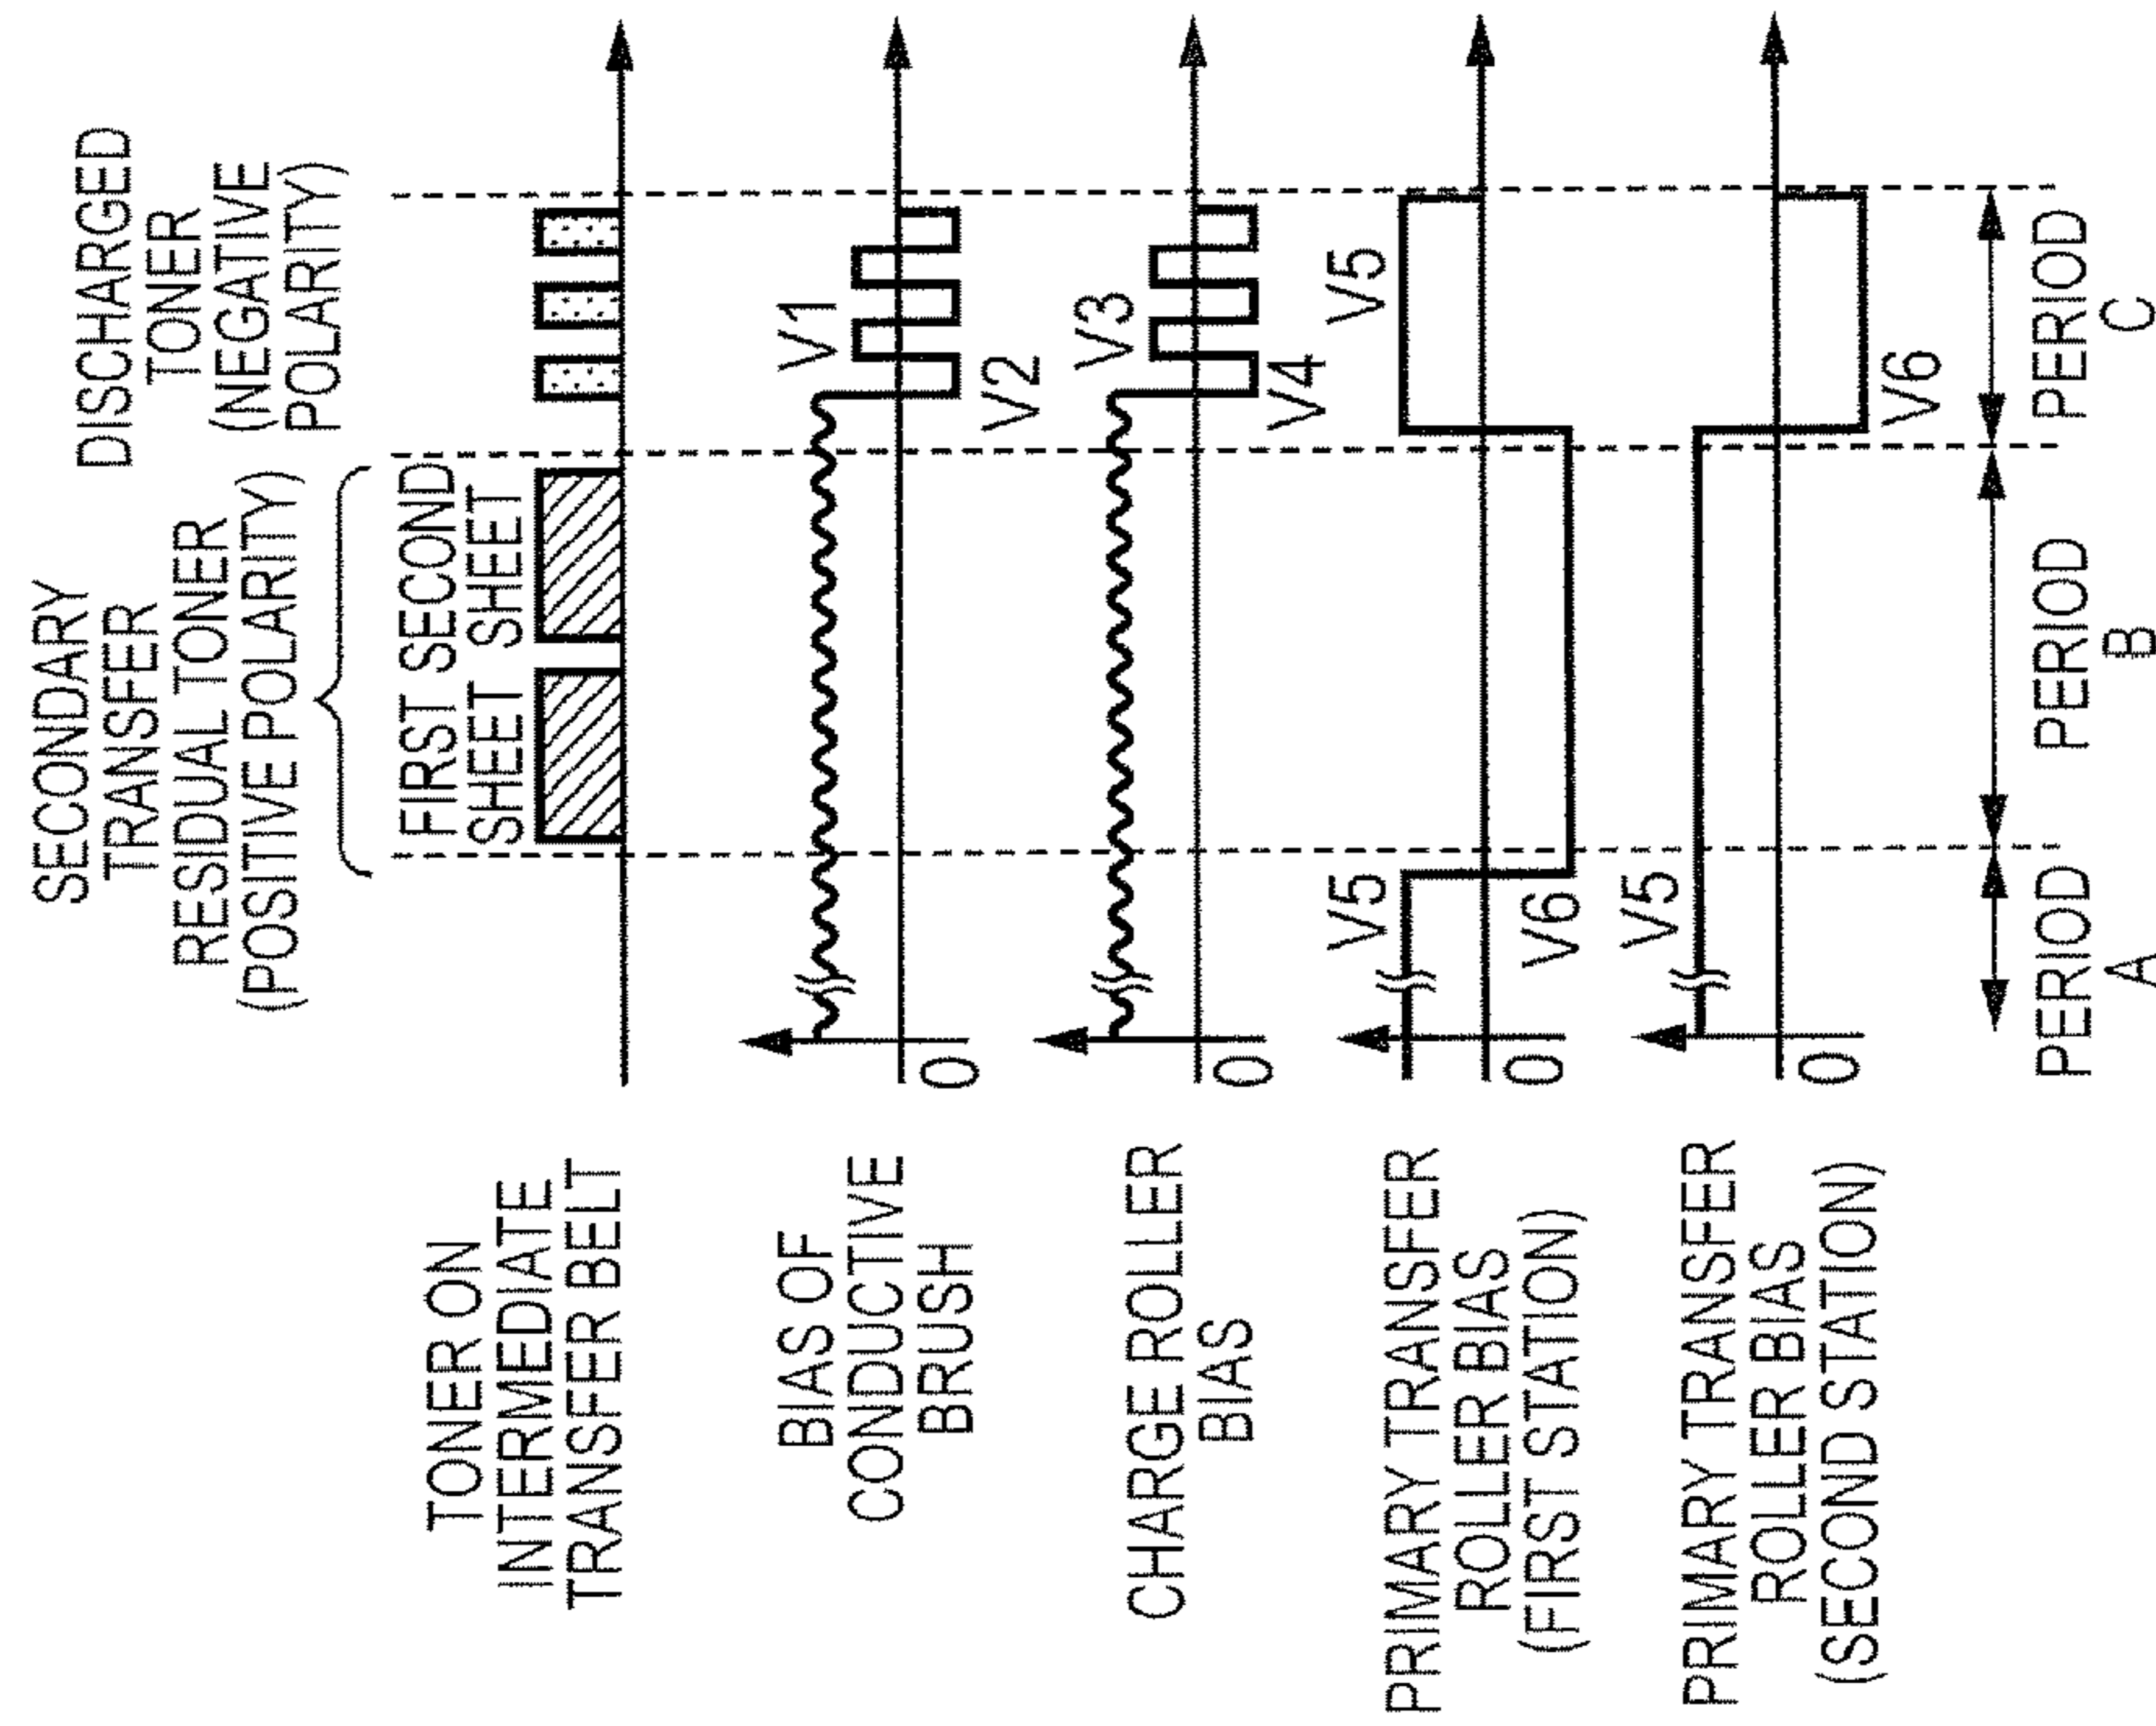 SECONDARY
TRANSFER
RESIDUAL TONER
(POSITIVE POLARITY)
DISCHARGED
TONER
(NEGATIVE
POLARITY)
FIRST SECOND
SHEET SHEET
TONER ON
INTERMEDIATE
TRANSFER BELT
BIAS OF
CONDUCTIVE
BRUSH
V1
V2
0
CHARGE ROLLER
BIAS
V3
V4
0
PRIMARY TRANSFER
ROLLER BIAS
(FIRST STATION)
V5
V6
V5
0
PRIMARY TRANSFER
ROLLER BIAS
(SECOND STATION)
V5
V6
0
PERIOD
A
PERIOD
B
PERIOD
C